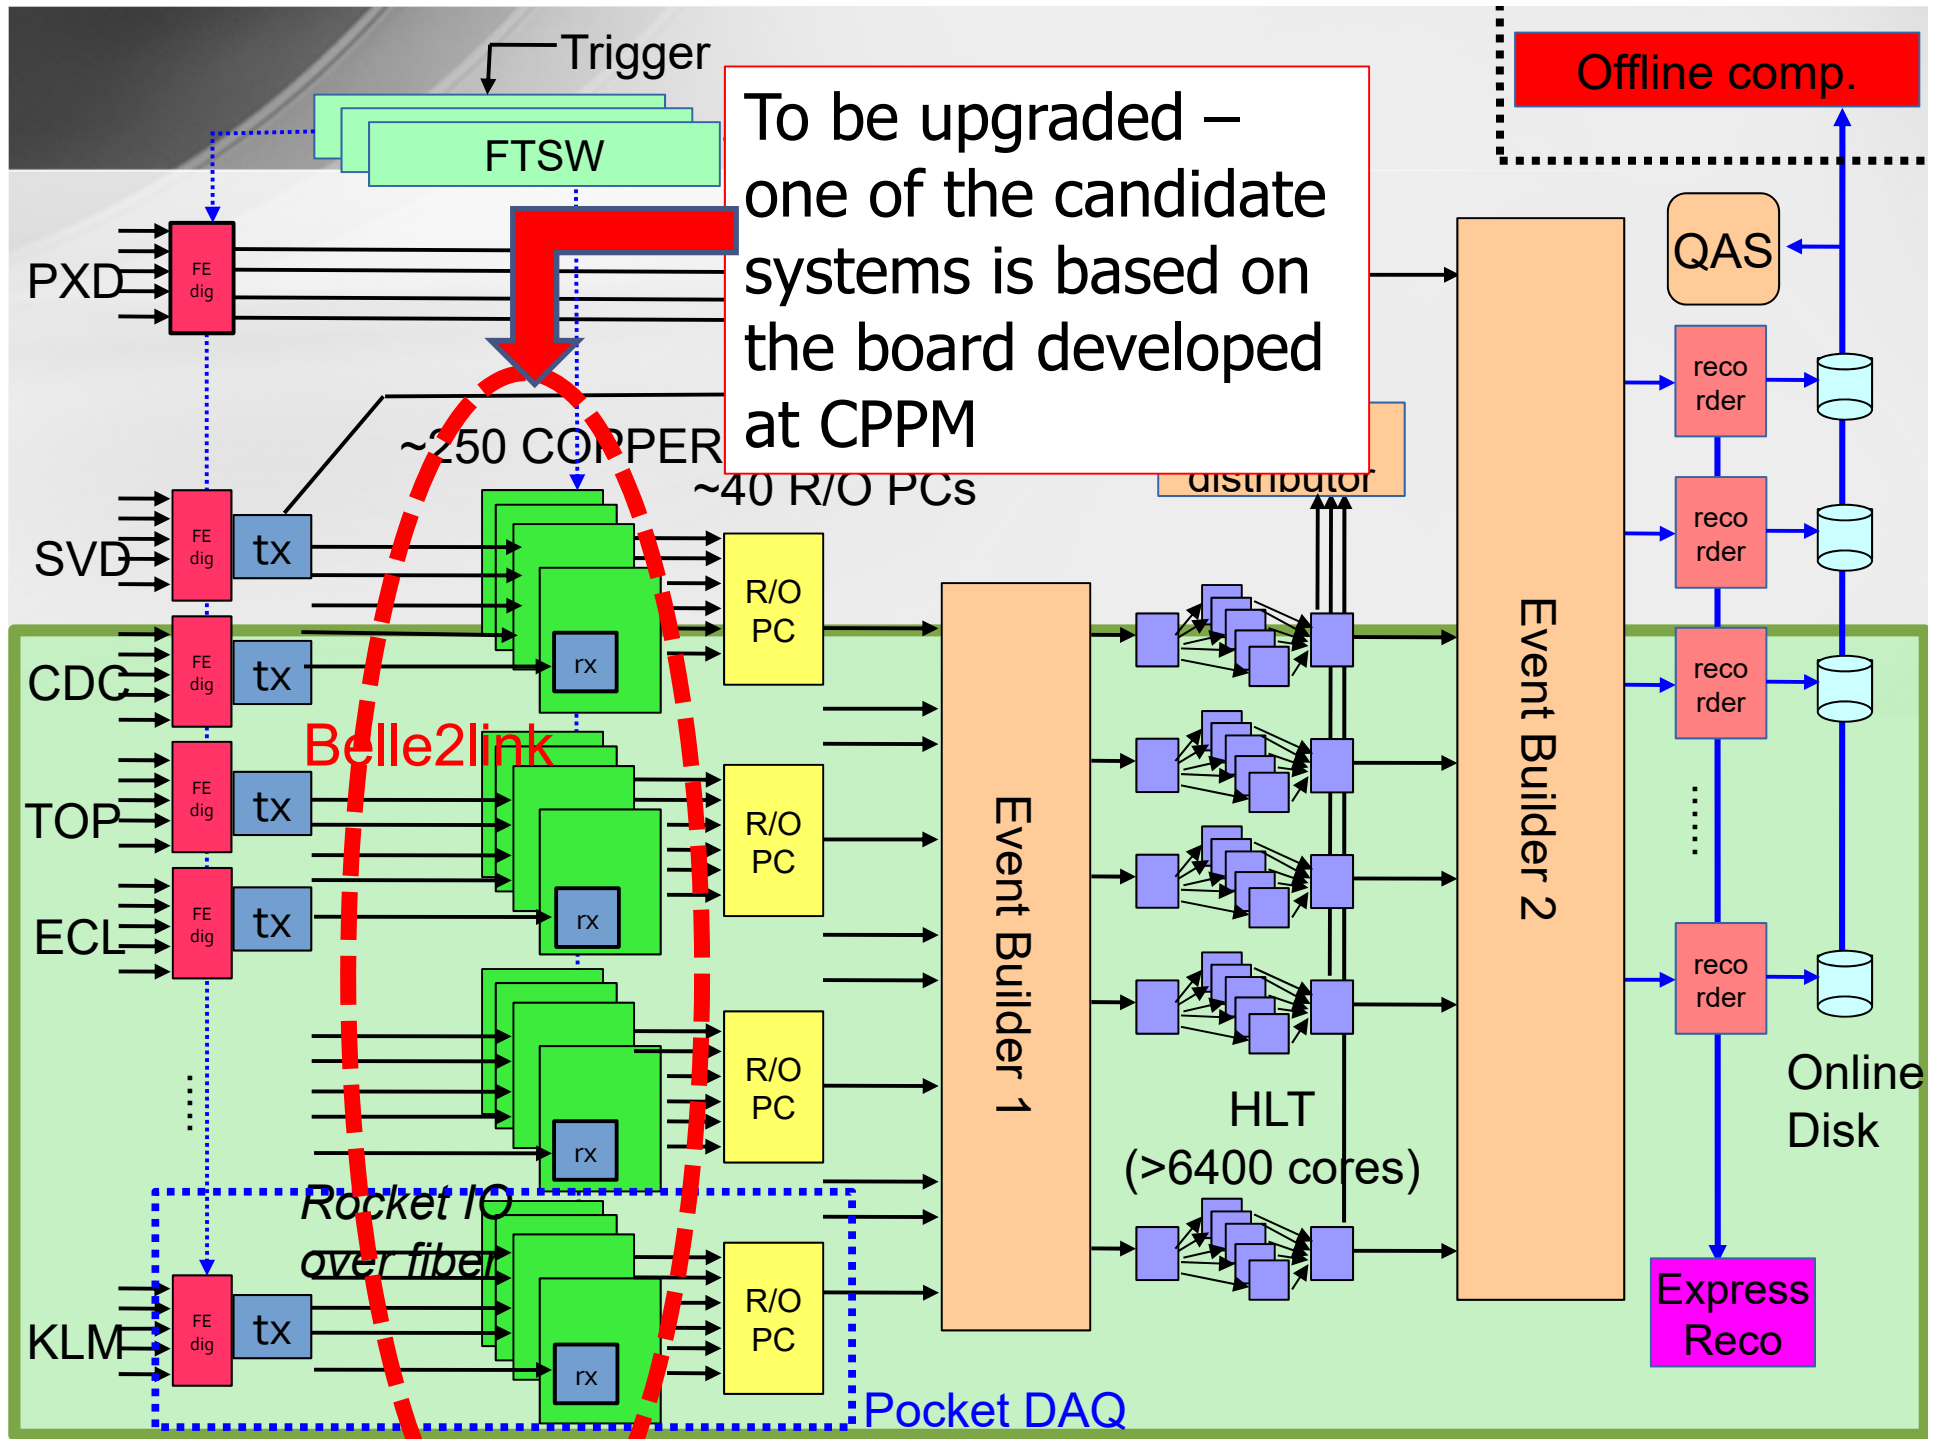 Trigger
Offline comp.
FTSW
To be upgraded –
one of the candidate
systems is based on
the board developed
at CPPM
QAS
PXD
FE
dig
reco
rder
~250 COPPER
~40 R/O PCs
distributor
reco
rder
SVD
FE
dig
tx
R/O
PC
Event Builder 1
Event Builder 2
CDC
FE
dig
tx
rx
reco
rder
Belle2link
TOP
FE
dig
tx
R/O
PC
.....
ECL
FE
dig
tx
rx
reco
rder
.....
R/O
PC
rx
HLT
(>6400 cores)
Online
Disk
Rocket IO
over fiber
KLM
FE
dig
tx
rx
R/O
PC
Express
Reco
Pocket DAQ